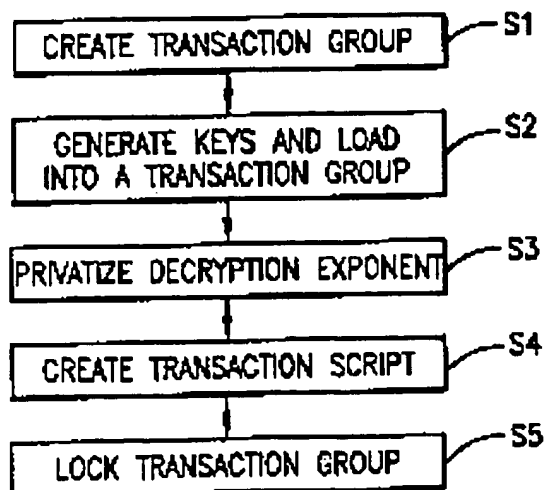 CREATE TRANSACTION GROUP
S1
GENERATE KEYS AND LOAD
INTO A TRANSACTION GROUP
S2
PRIVATIZE DECRYPTION EXPONENT
S3
CREATE TRANSACTION SCRIPT
S4
LOCK TRANSACTION GROUP
S5